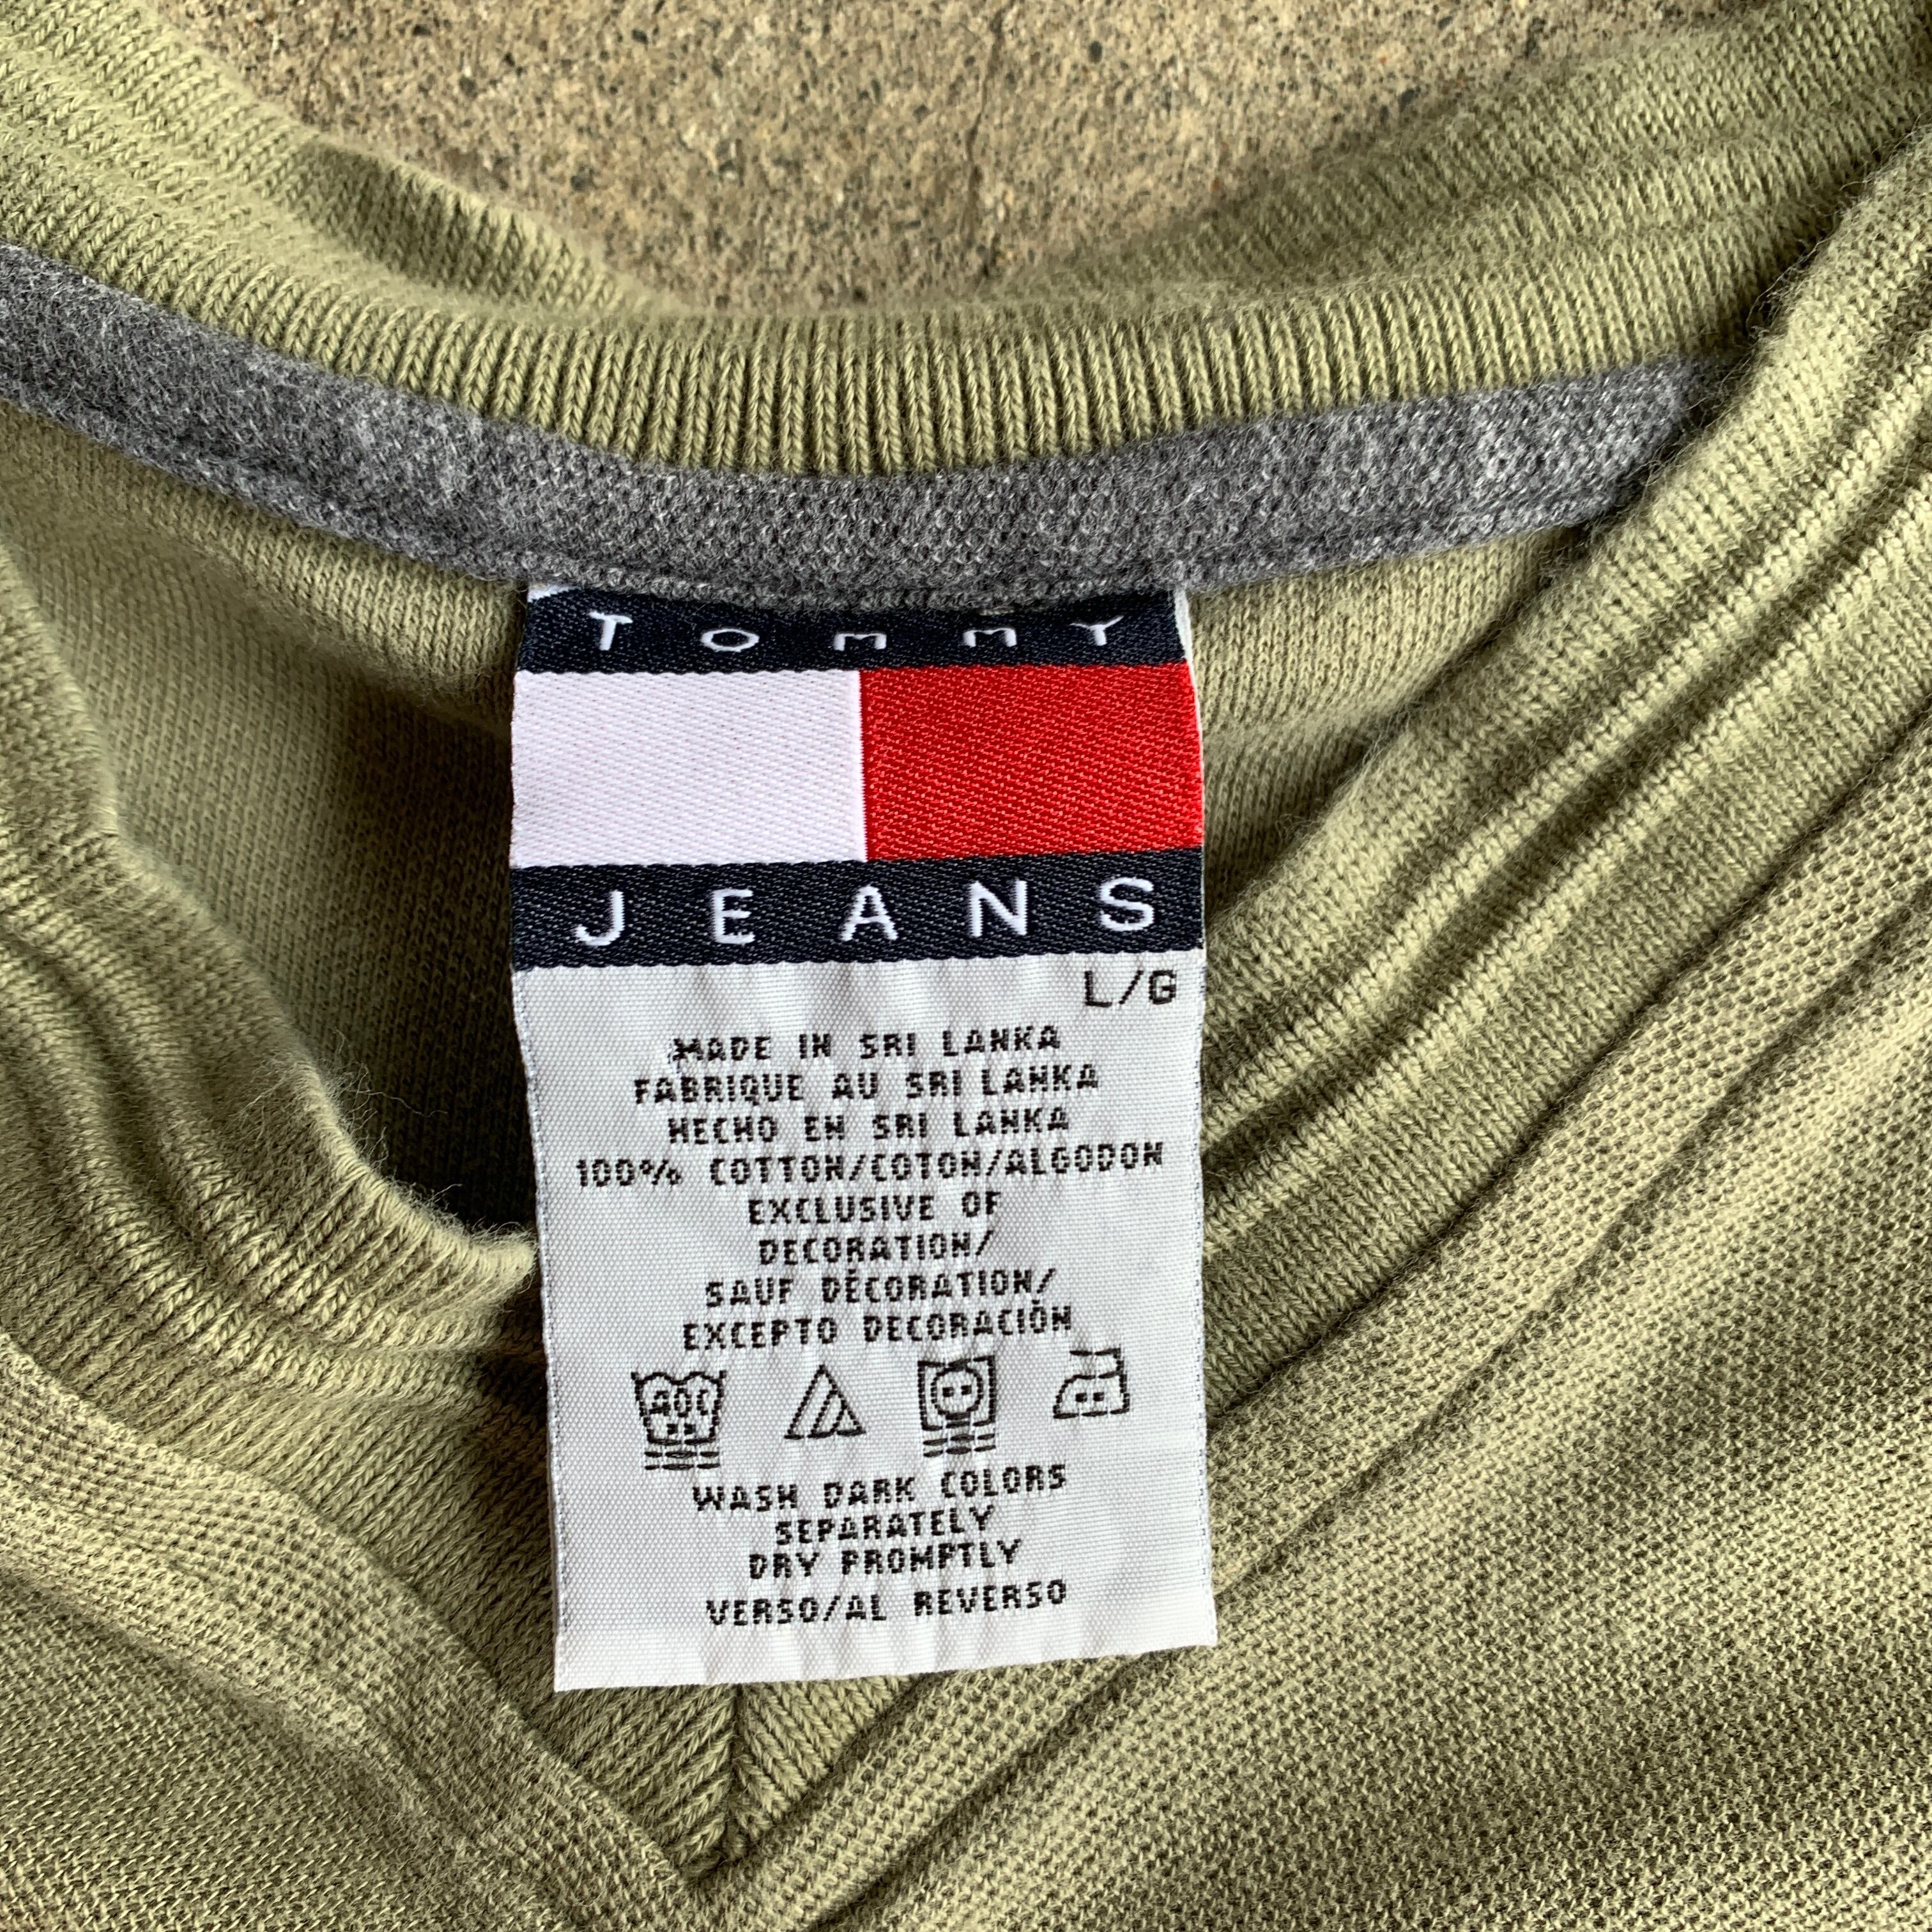 TOMMY
JEANS
L/G
MADE IN SRI LANKA
FABRIQUE AU SRI LANKA
HECHO EN SRI LANKA
100% COTTON/COTON/ALGODON
EXCLUSIVE OF
DECORATION/
SAUF DÉCORATION/
EXCEPTO DECORACIÓN
WASH DARK COLORS
SEPARATELY
DRY PROMPTLY
VERSO/AL REVERSO